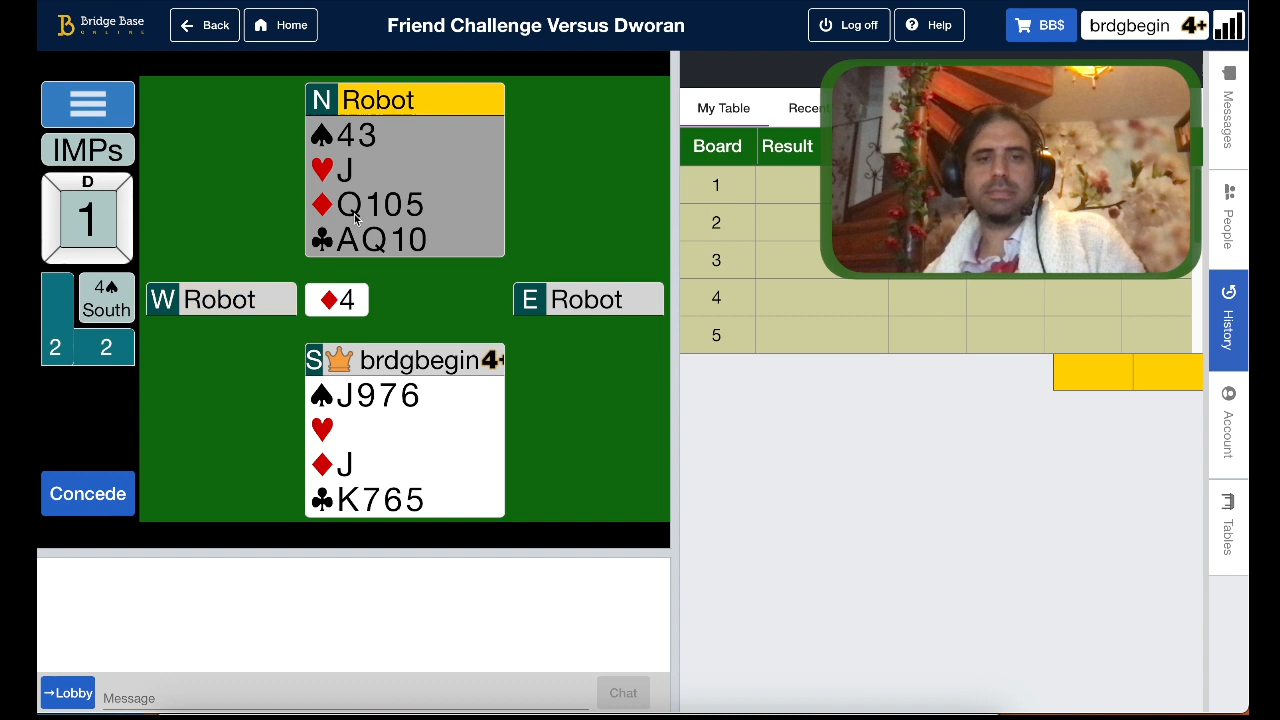 Bridge Base
ONLINE
Back
Home
Friend Challenge Versus Dworan
Log off
Help
BB$
brdgbegin 4+
IMPs
D
1
4♠
South
2
2
Concede
N Robot
♠43
♥J
♦Q105
♣AQ10
W Robot
♦4
E Robot
S brdgbegin 4+
♠J976
♥
♦J
♣K765
My Table
Board Result
1
2
3
4
5
Messages
People
History
Account
Tables
→Lobby
Message
Chat